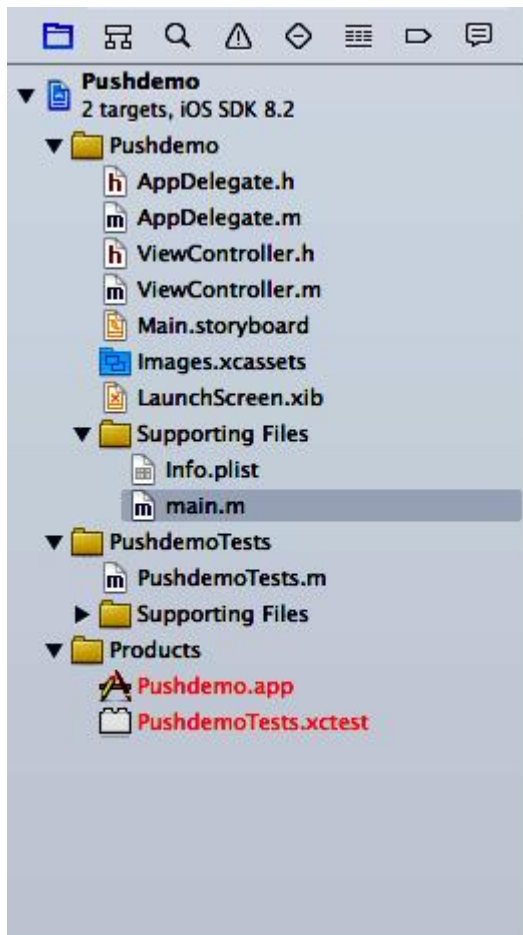 Pushdemo
2 targets, iOS SDK 8.2
Pushdemo
h AppDelegate.h
m AppDelegate.m
h ViewController.h
m ViewController.m
Main.storyboard
Images.xcassets
LaunchScreen.xib
Supporting Files
Info.plist
m main.m
PushdemoTests
m PushdemoTests.m
Supporting Files
Products
Pushdemo.app
PushdemoTests.xctest